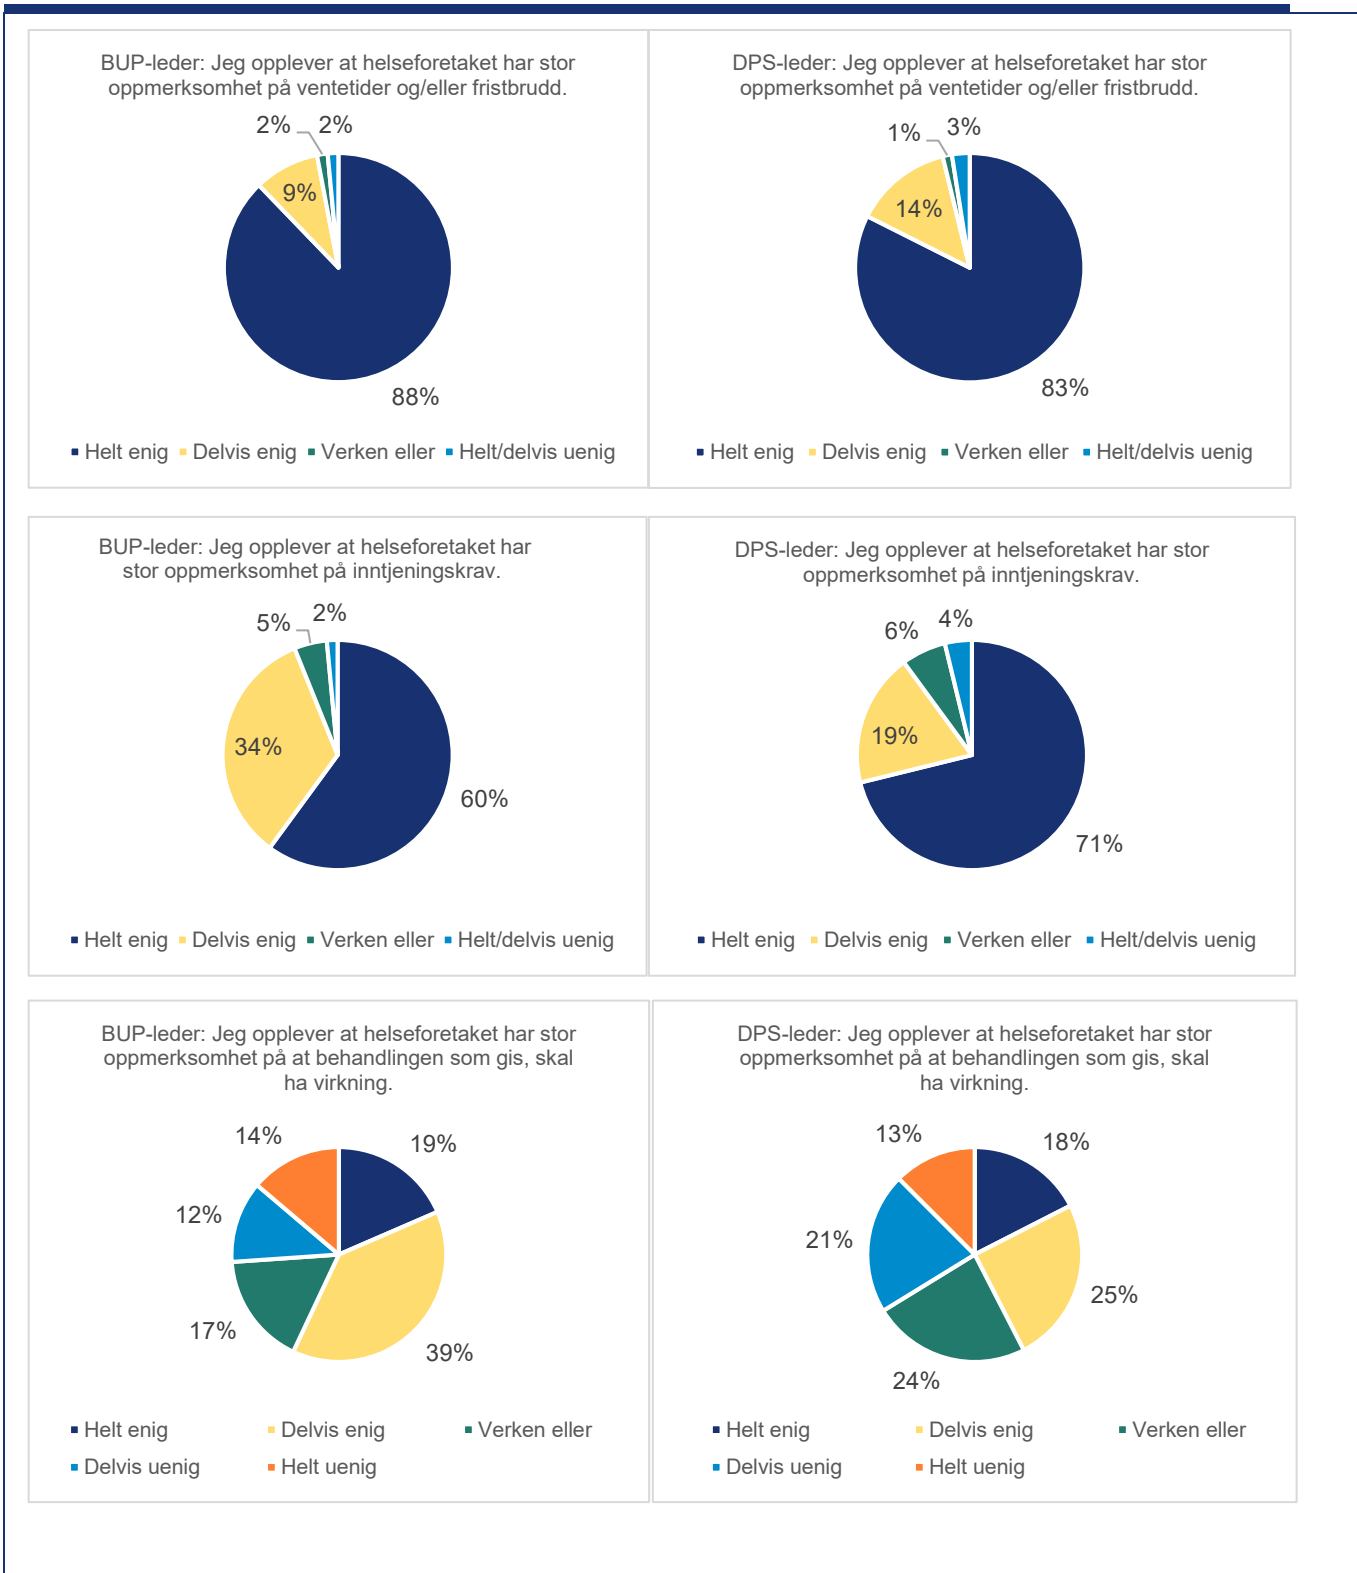 BUP-leder: Jeg opplever at helseforetaket har stor
oppmerksomhet på ventetider og/eller fristbrudd.
2%
2%
9%
88%
Helt enig
Delvis enig
Verken eller
Helt/delvis uenig
DPS-leder: Jeg opplever at helseforetaket har stor
oppmerksomhet på ventetider og/eller fristbrudd.
1%
3%
14%
83%
Helt enig
Delvis enig
Verken eller
Helt/delvis uenig
BUP-leder: Jeg opplever at helseforetaket har
stor oppmerksomhet på inntjeningskrav.
5%
2%
34%
60%
Helt enig
Delvis enig
Verken eller
Helt/delvis uenig
DPS-leder: Jeg opplever at helseforetaket har stor
oppmerksomhet på inntjeningskrav.
6%
4%
19%
71%
Helt enig
Delvis enig
Verken eller
Helt/delvis uenig
BUP-leder: Jeg opplever at helseforetaket har stor
oppmerksomhet på at behandlingen som gis, skal
ha virkning.
14%
19%
12%
17%
39%
Helt enig
Delvis enig
Verken eller
Delvis uenig
Helt uenig
DPS-leder: Jeg opplever at helseforetaket har stor
oppmerksomhet på at behandlingen som gis, skal
ha virkning.
13%
18%
21%
25%
24%
Helt enig
Delvis enig
Verken eller
Delvis uenig
Helt uenig